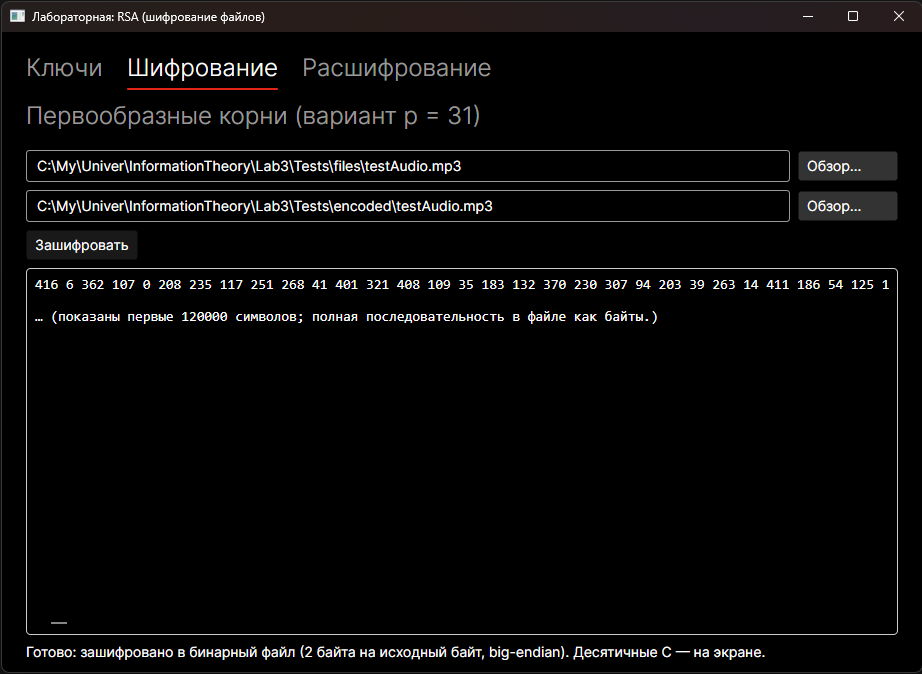 Лабораторная: RSA (шифрование файлов)
Ключи Шифрование Расшифрование
Первообразные корни (вариант p = 31)
C:\My\Univer\InformationTheory\Lab3\Tests\files\testAudio.mp3 Обзор...
C:\My\Univer\InformationTheory\Lab3\Tests\encoded\testAudio.mp3 Обзор...
Зашифровать
416 6 362 107 0 208 235 117 251 268 41 401 321 408 109 35 183 132 370 230 307 94 203 39 263 14 411 186 54 125 1
… (показаны первые 120000 символов; полная последовательность в файле как байты.)
Готово: зашифровано в бинарный файл (2 байта на исходный байт, big-endian). Десятичные C — на экране.